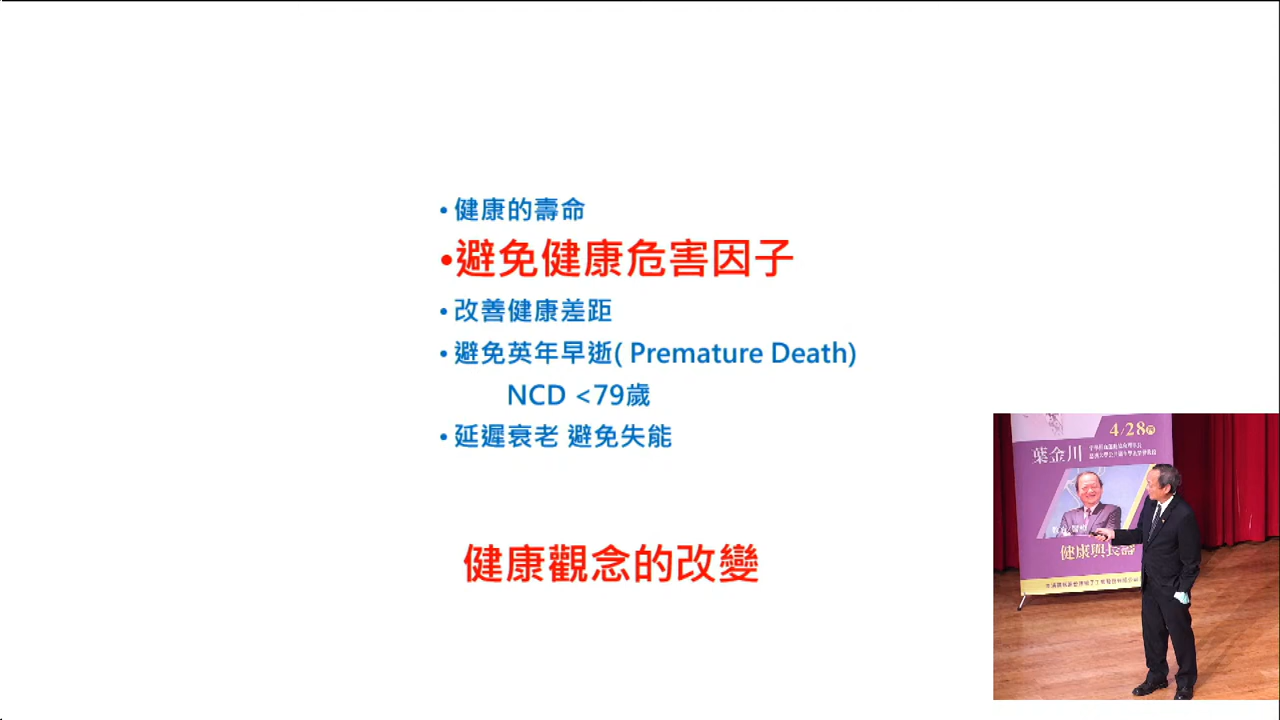 • 健康的壽命
•避免健康危害因子
• 改善健康差距
• 避免英年早逝( Premature Death)
NCD <79歲
• 延遲衰老 避免失能
健康觀念的改變
4/28
葉金川
健康與長壽